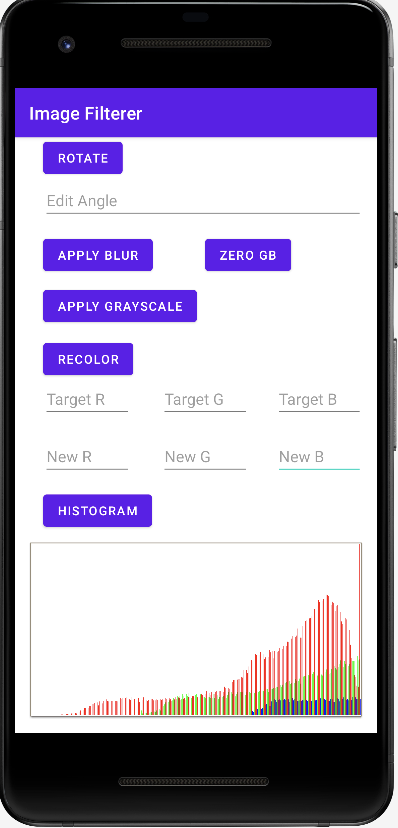 Image Filterer
ROTATE
Edit Angle
APPLY BLUR ZERO GB
APPLY GRAYSCALE
RECOLOR
Target R Target G Target B
New R New G New B
HISTOGRAM